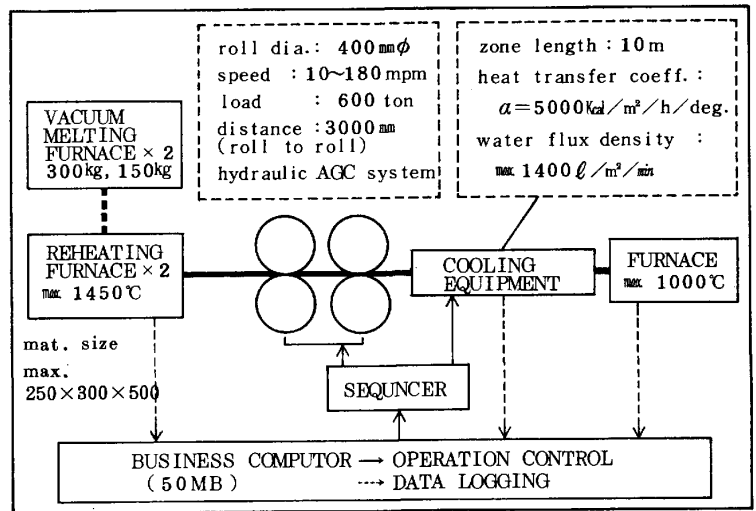 roll dia.: 400㎜φ
speed : 10~180 mpm
load : 600 ton
distance : 3000㎜
(roll to roll)
hydraulic AGC system
zone length : 10m
heat transfer coeff. :
α=5000Kcal/m²/h/deg.
water flux density :
max. 1400ℓ/m²/min
VACUUM
MELTING
FURNACE × 2
300kg, 150kg
REHEATING
FURNACE × 2
max. 1450℃
COOLING
EQUIPMENT
FURNACE
max. 1000℃
mat. size
max.
250×300×500
SEQUNCER
BUSINESS COMPUTOR → OPERATION CONTROL
(50MB) ⇢ DATA LOGGING